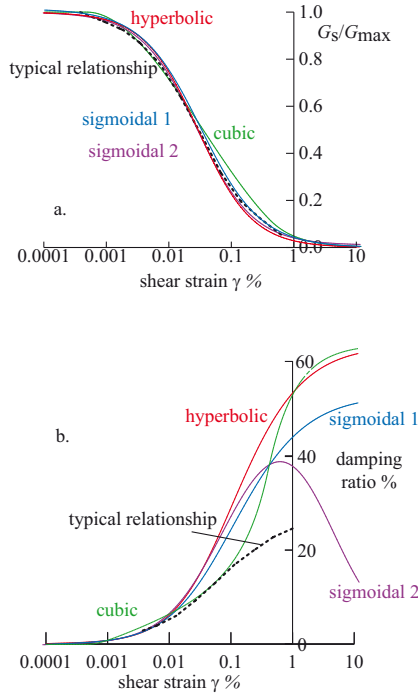 hyperbolic
1.0
Gs/Gmax
typical relationship
0.8
sigmoidal 1
0.6
cubic
sigmoidal 2
0.4
a.
0.2
0.0
0.0001 0.001 0.01 0.1 1 10
shear strain γ %
60
hyperbolic
sigmoidal 1
b.
40
damping
ratio %
typical relationship
20
cubic
sigmoidal 2
0
0.0001 0.001 0.01 0.1 1 10
shear strain γ %